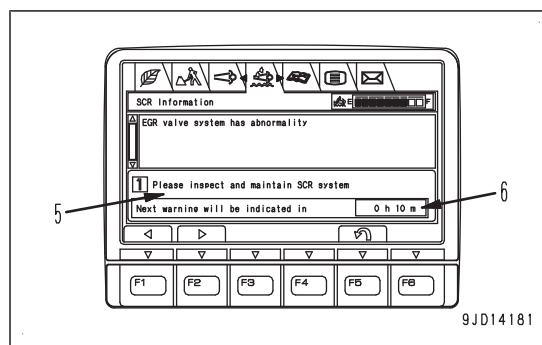 E F
SCR Information
EGR valve system has abnormality
1 Please inspect and maintain SCR system
5
6
Next warning will be indicated in 0 h 10 m
F1 F2 F3 F4 F5 F6
9JD14181